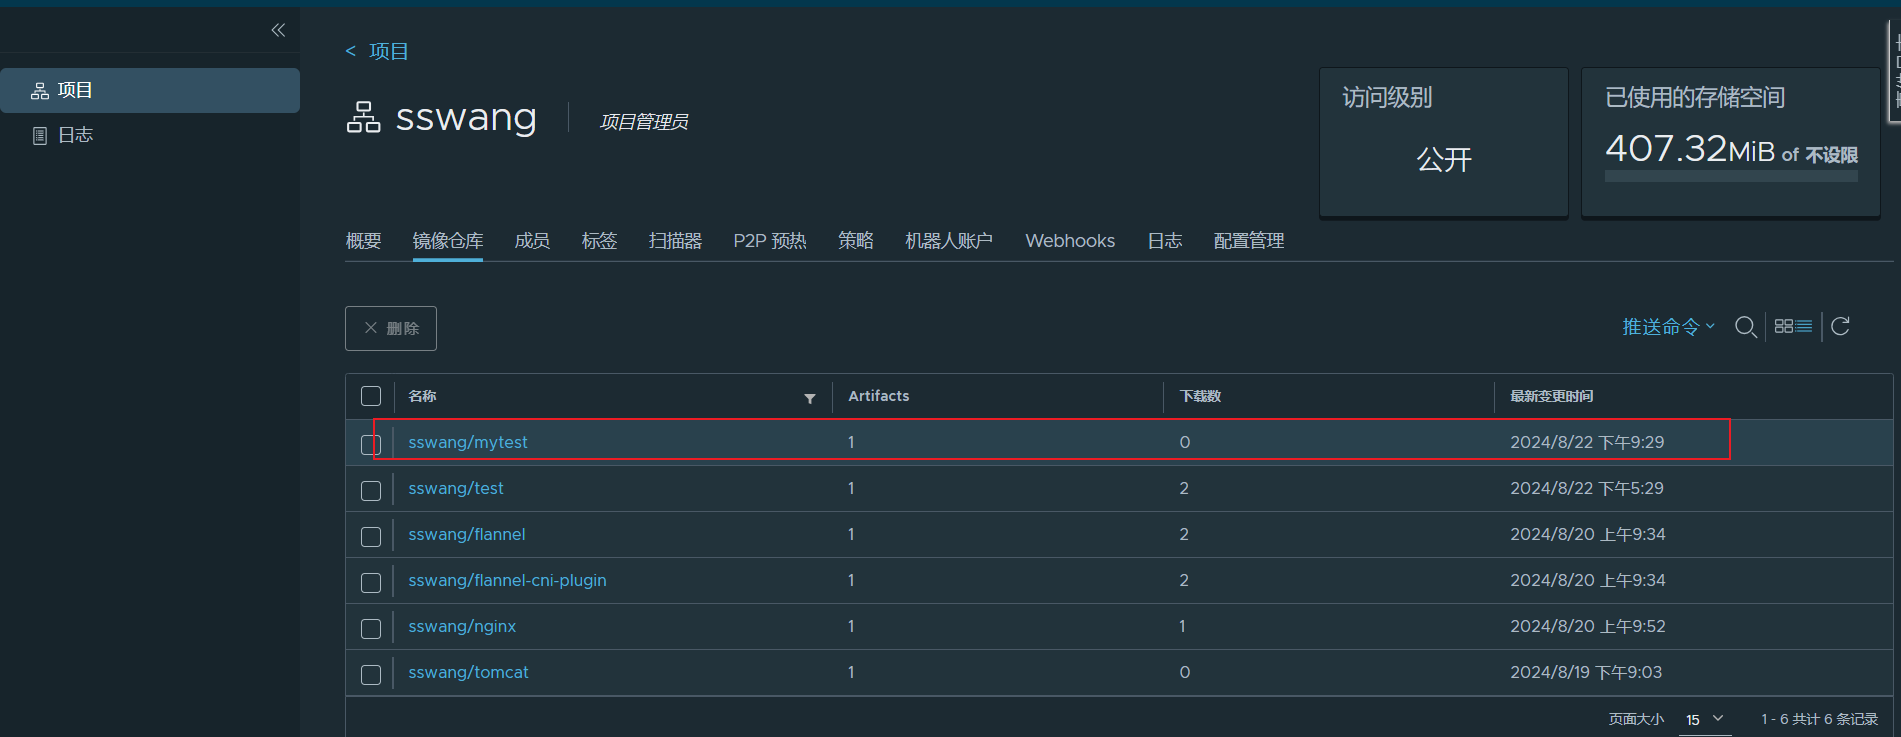 项目
日志
< 项目
sswang
项目管理员
访问级别
公开
已使用的存储空间
407.32MiB of 不设限
概要 镜像仓库 成员 标签 扫描器 P2P 预热 策略 机器人账户 Webhooks 日志 配置管理
× 删除
推送命令
名称 Artifacts 下载数 最新变更时间
sswang/mytest 1 0 2024/8/22 下午9:29
sswang/test 1 2 2024/8/22 下午5:29
sswang/flannel 1 2 2024/8/20 上午9:34
sswang/flannel-cni-plugin 1 2 2024/8/20 上午9:34
sswang/nginx 1 1 2024/8/20 上午9:52
sswang/tomcat 1 0 2024/8/19 下午9:03
页面大小 15 1 - 6 共计 6 条记录